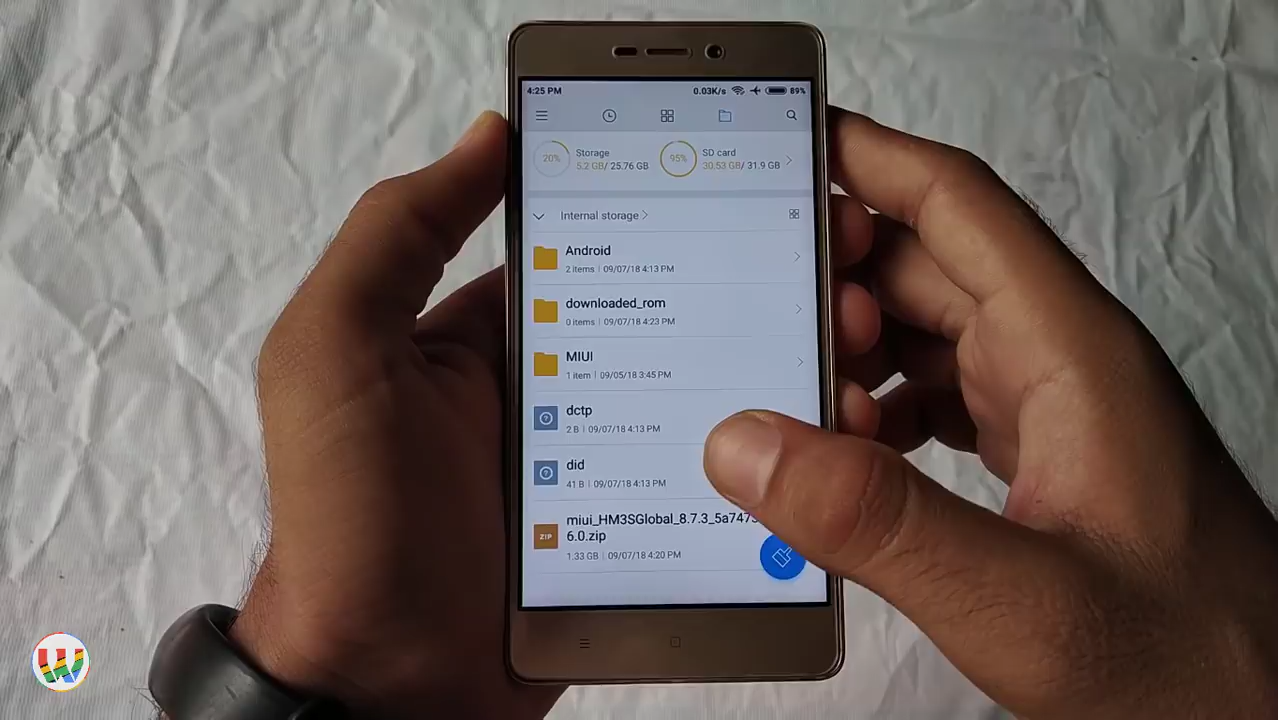 4:25 PM 0.03K/s 89%
20% Storage 95% SD card
5.2 GB/ 25.76 GB 30.53 GB/ 31.9 GB
Internal storage
Android
2 items | 09/07/18 4:13 PM
downloaded_rom
0 items | 09/07/18 4:23 PM
MIUI
1 item | 09/05/18 3:45 PM
dctp
2 B | 09/07/18 4:13 PM
did
41 B | 09/07/18 4:13 PM
miui_HM3SGlobal_8.7.3_5a747
ZIP 6.0.zip
1.33 GB | 09/07/18 4:20 PM
W